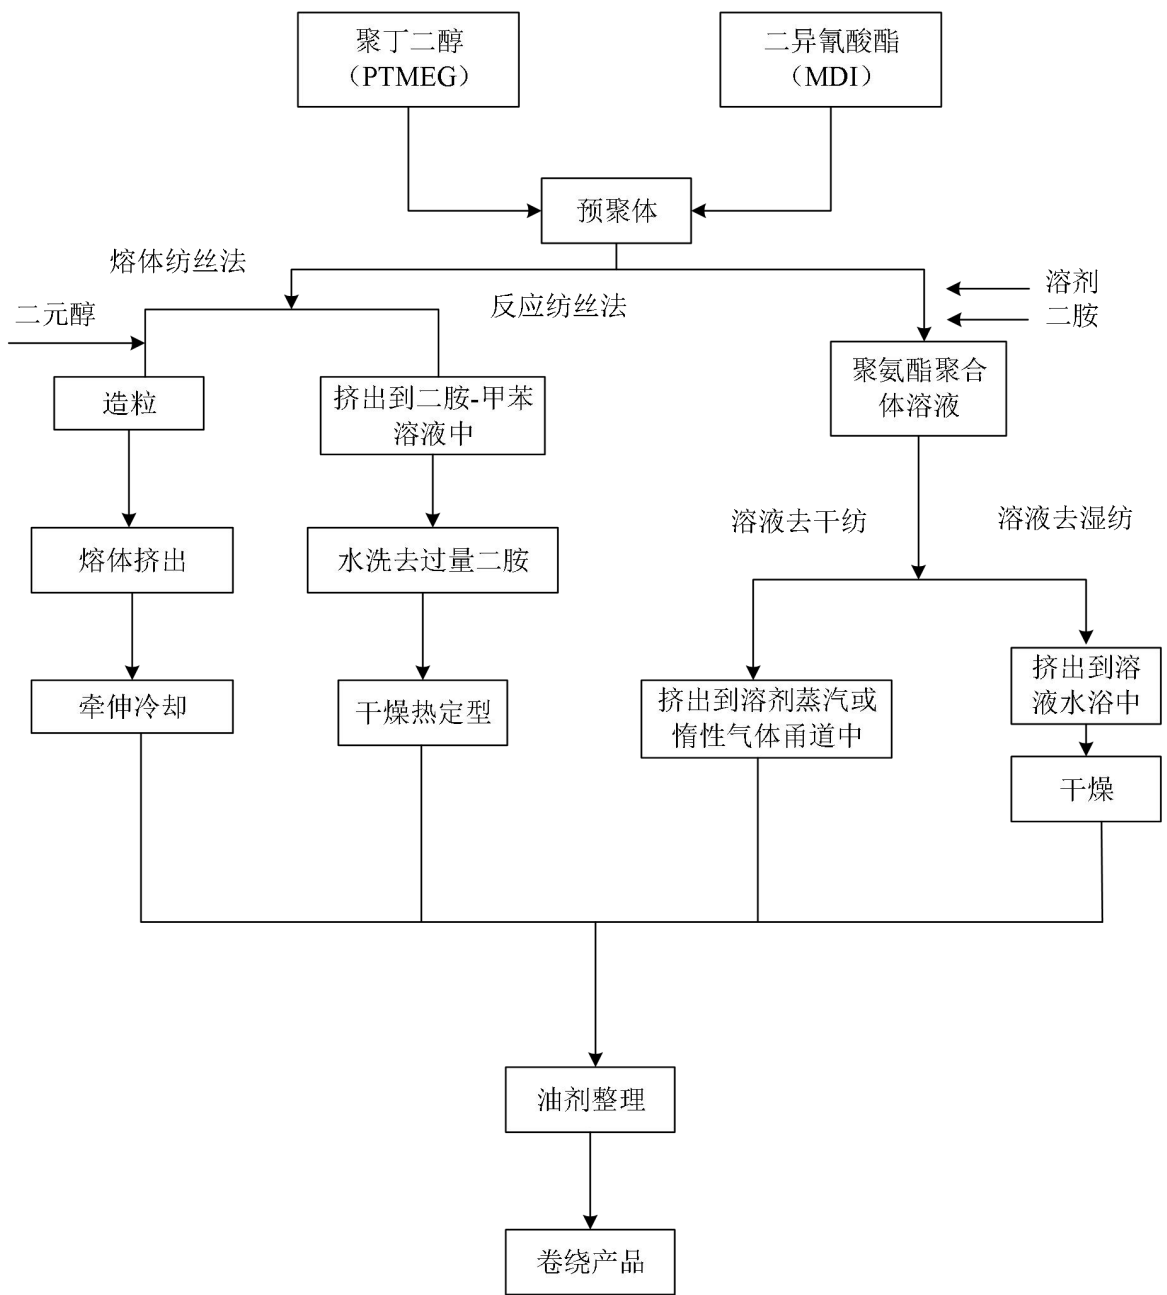 聚丁二醇
（PTMEG）
二异氰酸酯
（MDI）
预聚体
熔体纺丝法
反应纺丝法
溶剂
二胺
二元醇
造粒
挤出到二胺-甲苯
溶液中
聚氨酯聚合
体溶液
溶液去干纺
溶液去湿纺
熔体挤出
水洗去过量二胺
牵伸冷却
干燥热定型
挤出到溶剂蒸汽或
惰性气体甬道中
挤出到溶
液水浴中
干燥
油剂整理
卷绕产品